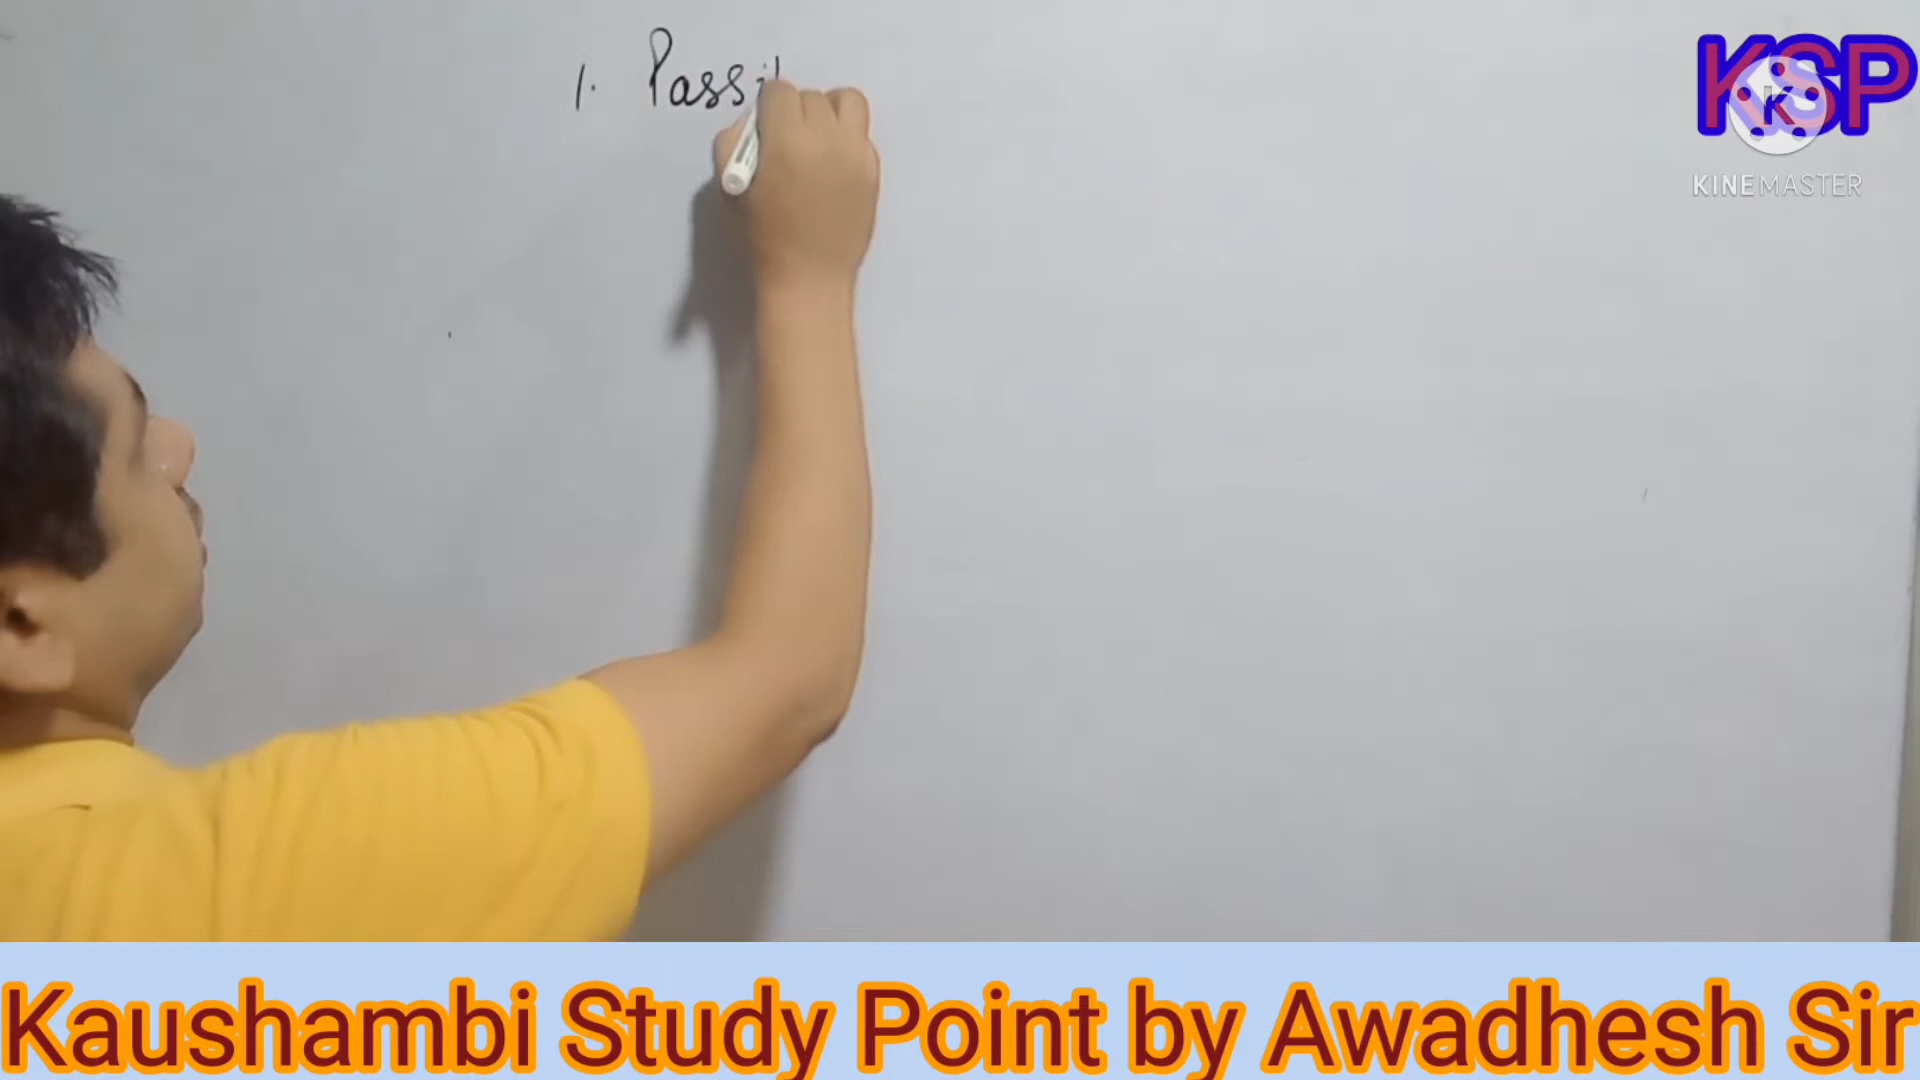 1. Passi
KSP
K
KINEMASTER
Kaushambi Study Point by Awadhesh Sir